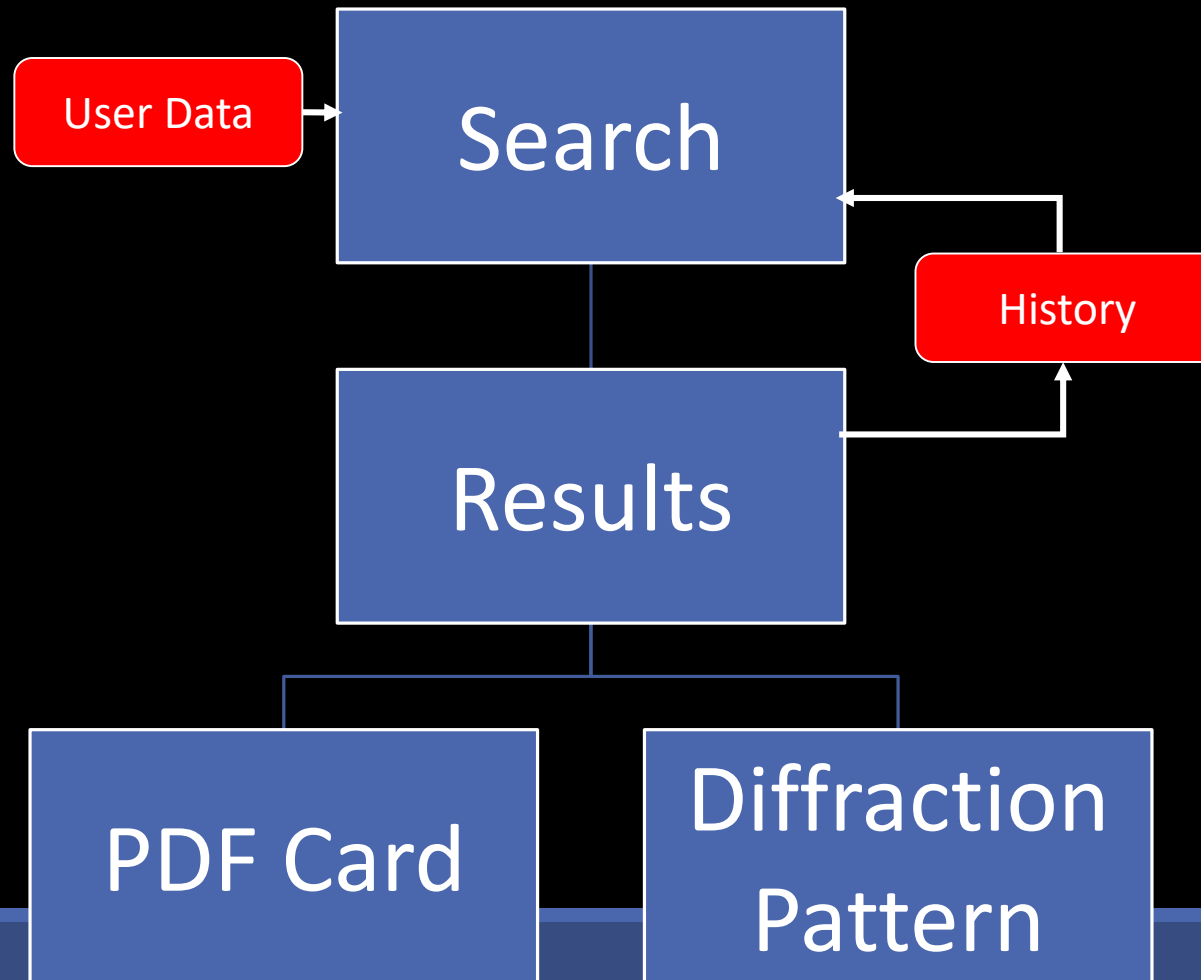 User Data
Search
History
Results
PDF Card
Diffraction
Pattern